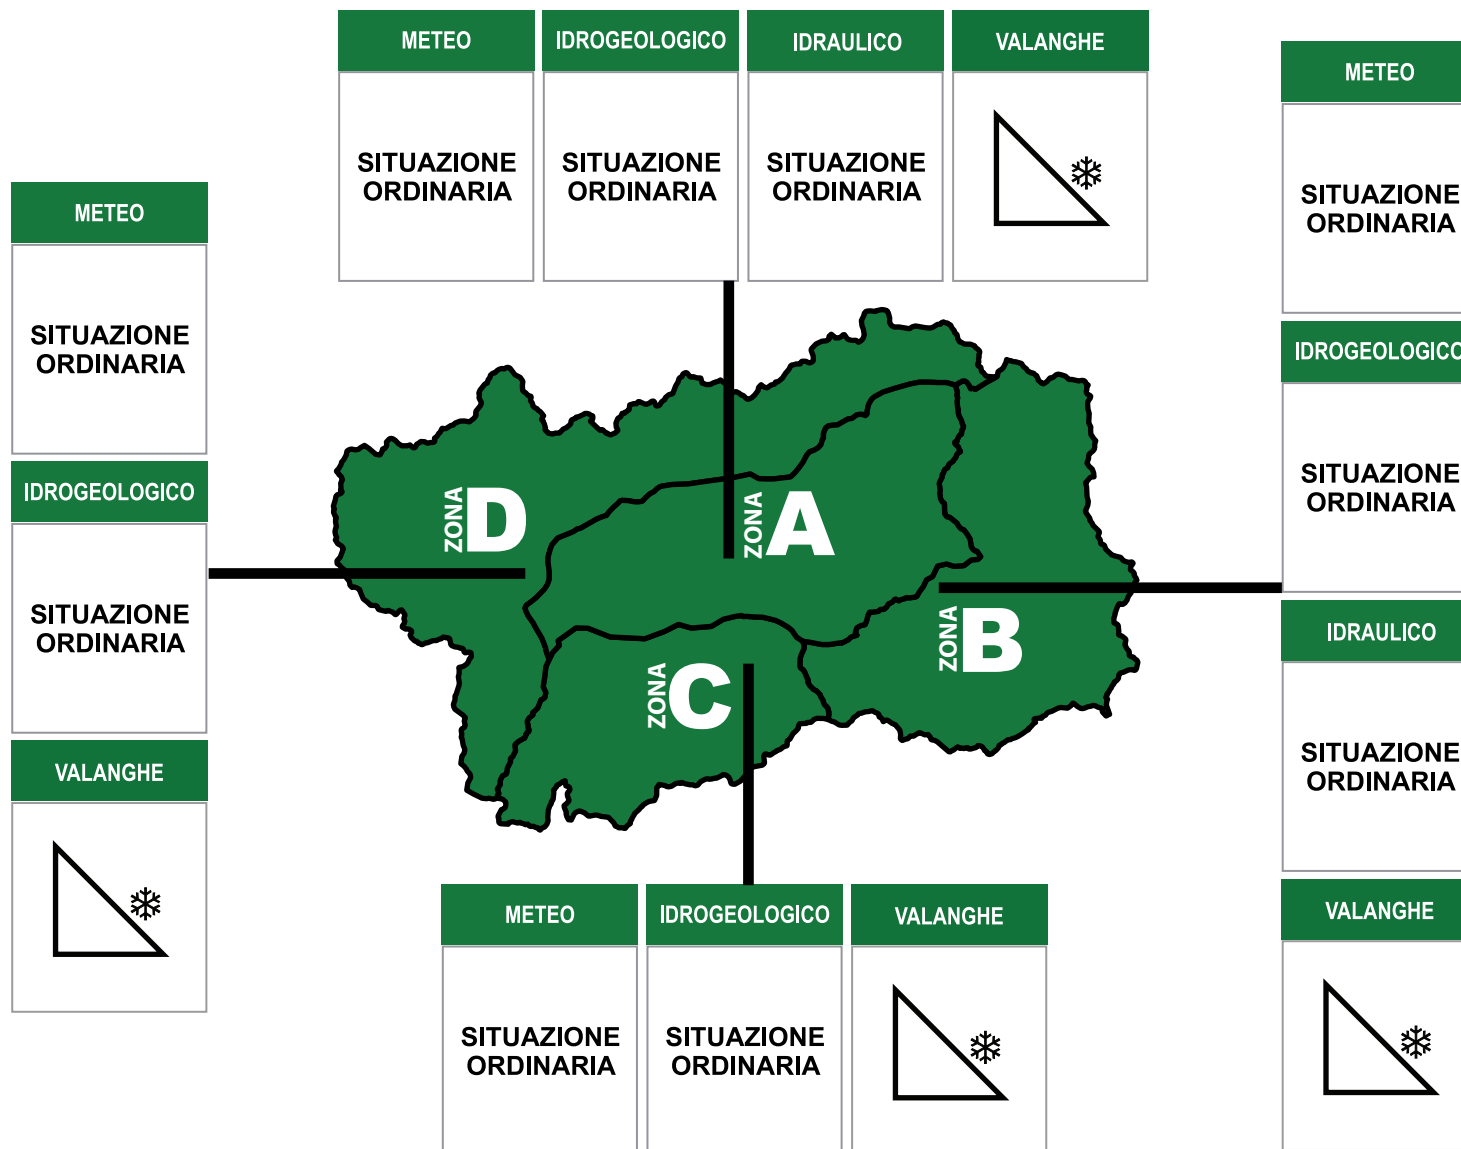 METEO
IDROGEOLOGICO
IDRAULICO
VALANGHE
SITUAZIONE
ORDINARIA
SITUAZIONE
ORDINARIA
SITUAZIONE
ORDINARIA
METEO
SITUAZIONE
ORDINARIA
IDROGEOLOGICO
SITUAZIONE
ORDINARIA
VALANGHE
METEO
SITUAZIONE
ORDINARIA
IDROGEOLOGICO
SITUAZIONE
ORDINARIA
IDRAULICO
SITUAZIONE
ORDINARIA
VALANGHE
ZONA D
ZONA A
ZONA B
ZONA C
METEO
IDROGEOLOGICO
VALANGHE
SITUAZIONE
ORDINARIA
SITUAZIONE
ORDINARIA